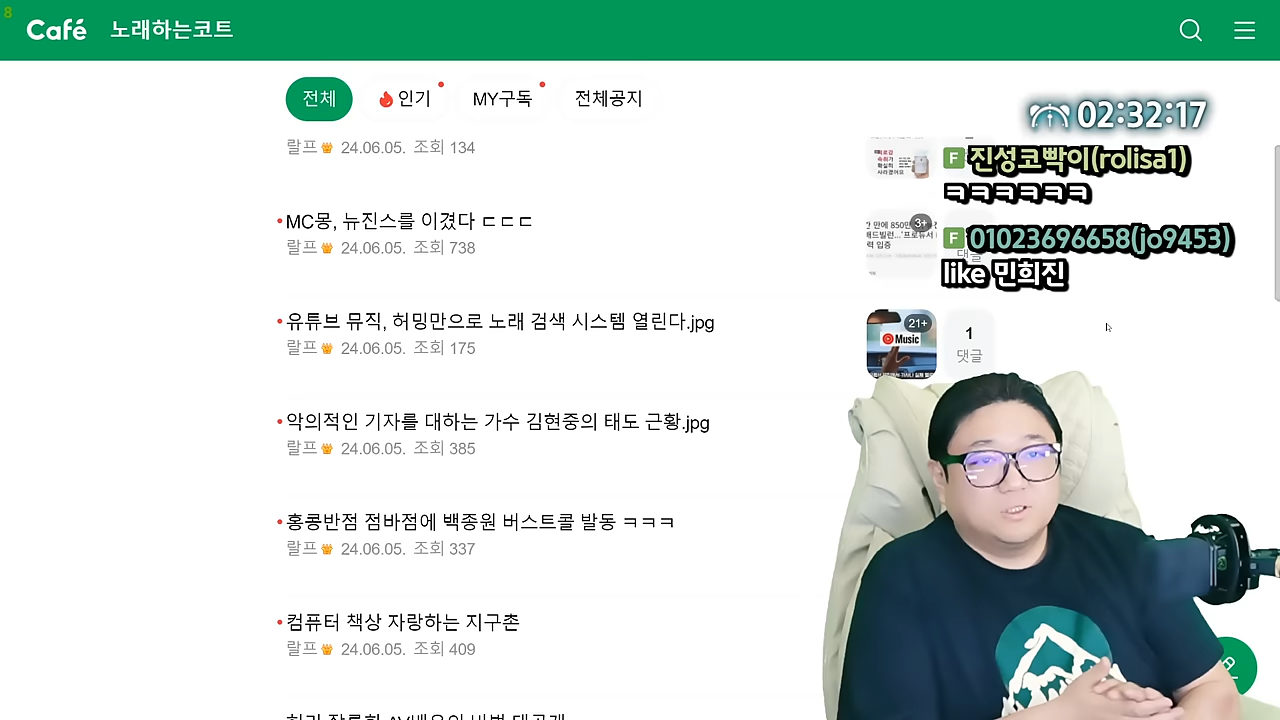 8
Café 노래하는코트
전체
인기
MY구독
전체공지
02:32:17
랄프 24.06.05. 조회 134
F 진성코빡이(rolisa1)
ㅋㅋㅋㅋㅋㅋ
MC몽, 뉴진스를 이겼다 ㄷㄷㄷ
랄프 24.06.05. 조회 738
3+
댓글
F 01023696658(jo9453)
like 민희진
유튜브 뮤직, 허밍만으로 노래 검색 시스템 열린다.jpg
랄프 24.06.05. 조회 175
21+
Music
1
댓글
악의적인 기자를 대하는 가수 김현중의 태도 근황.jpg
랄프 24.06.05. 조회 385
홍콩반점 점바점에 백종원 버스트콜 발동 ㅋㅋㅋ
랄프 24.06.05. 조회 337
컴퓨터 책상 자랑하는 지구촌
랄프 24.06.05. 조회 409